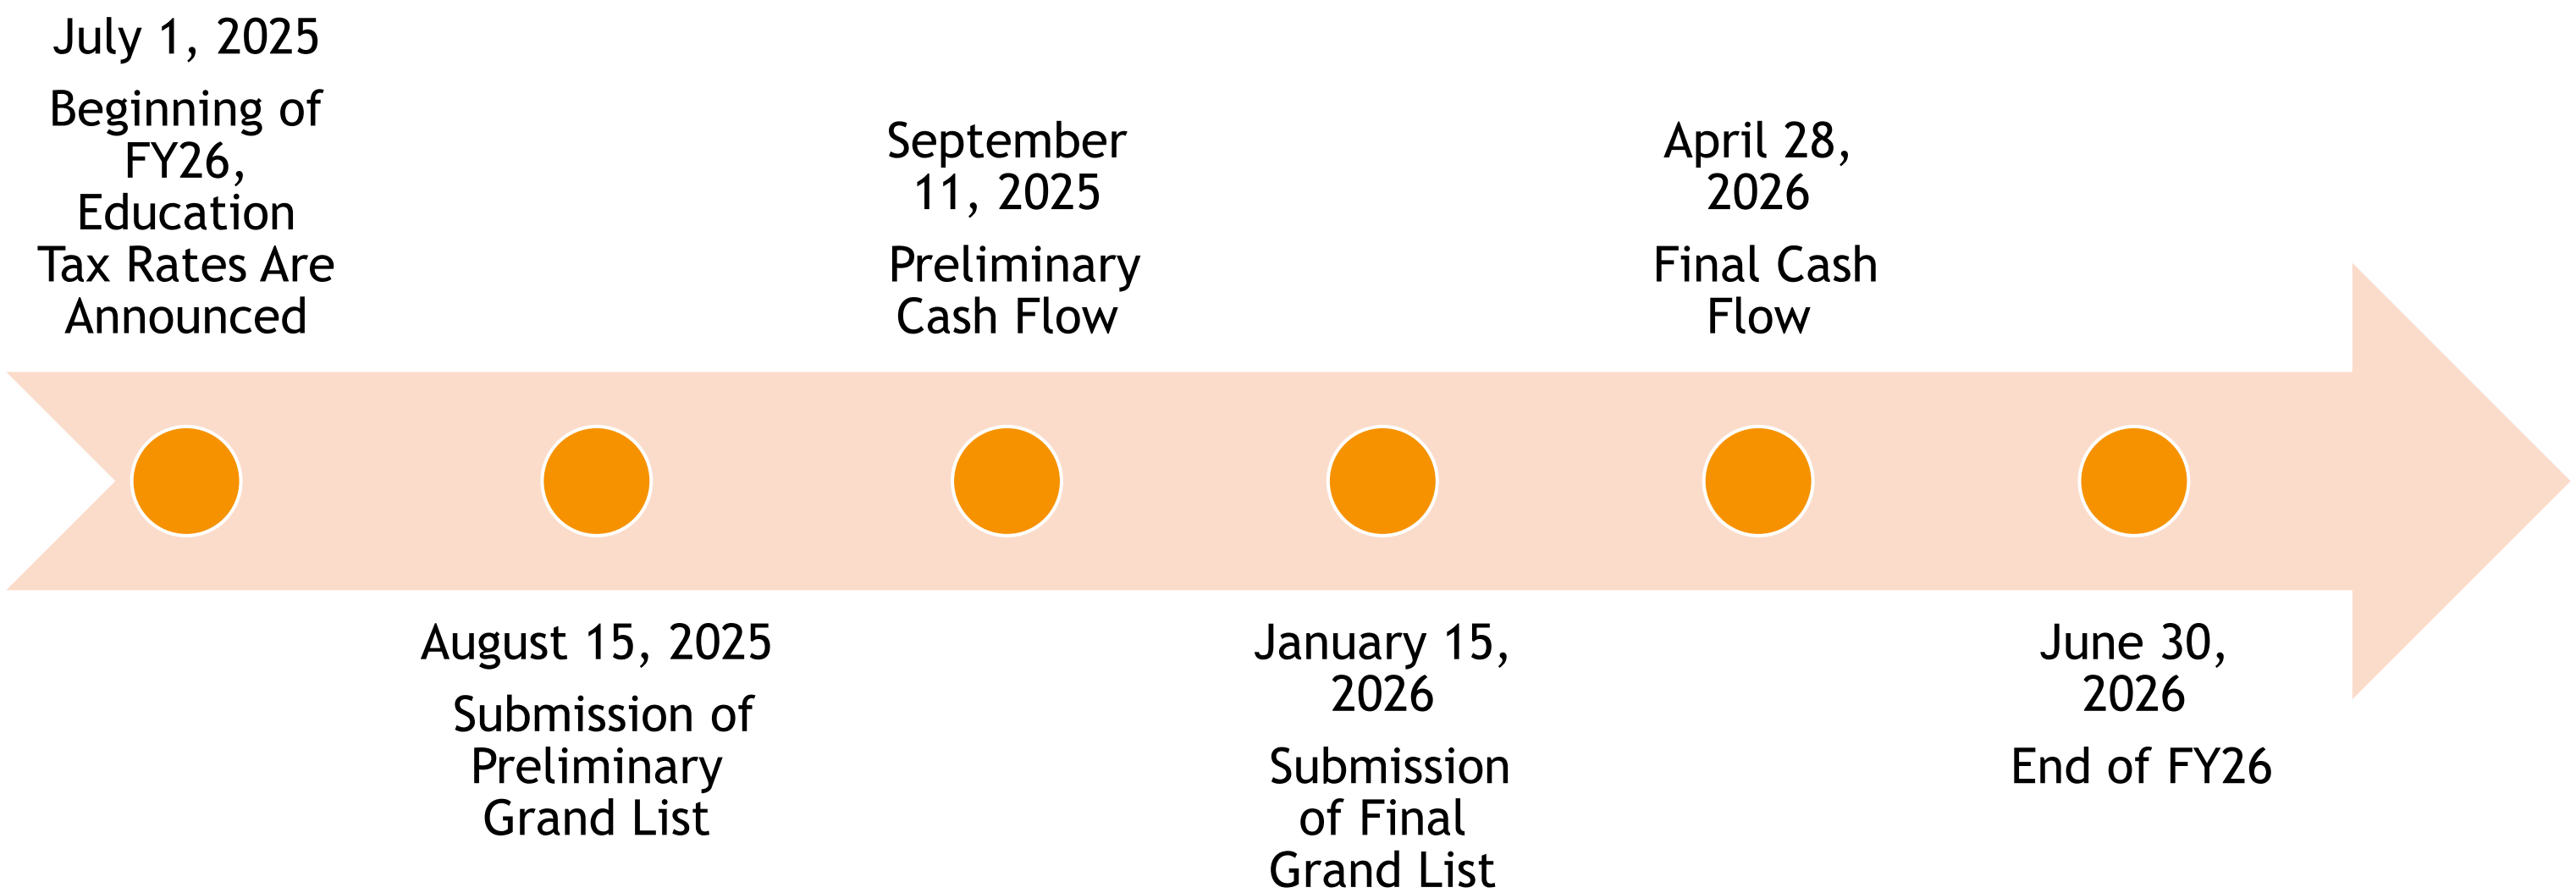 July 1, 2025
Beginning of
FY26,
Education
Tax Rates Are
Announced
August 15, 2025
Submission of
Preliminary
Grand List
September
11, 2025
Preliminary
Cash Flow
January 15,
2026
Submission
of Final
Grand List
April 28,
2026
Final Cash
Flow
June 30,
2026
End of FY26